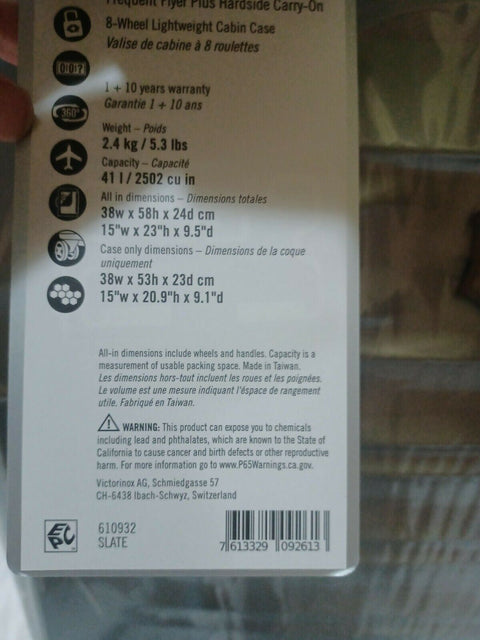 Frequent Flyer Plus Hardside Carry-On
8-Wheel Lightweight Cabin Case
Valise de cabine à 8 roulettes
0:0:?
360°
1 + 10 years warranty
Garantie 1 + 10 ans
Weight – Poids
2.4 kg / 5.3 lbs
Capacity – Capacité
41 l / 2502 cu in
All in dimensions – Dimensions totales
38w x 58h x 24d cm
15"w x 23"h x 9.5"d
Case only dimensions – Dimensions de la coque
uniquement
38w x 53h x 23d cm
15"w x 20.9"h x 9.1"d
All-in dimensions include wheels and handles. Capacity is a
measurement of usable packing space. Made in Taiwan.
Les dimensions hors-tout incluent les roues et les poignées.
Le volume est une mesure indiquant l'éspace de rangement
utile. Fabriqué en Taiwan.
WARNING: This product can expose you to chemicals
including lead and phthalates, which are known to the State of
California to cause cancer and birth defects or other reproductive
harm. For more information go to www.P65Warnings.ca.gov.
Victorinox AG, Schmiedgasse 57
CH-6438 Ibach-Schwyz, Switzerland
EPC
610932
SLATE
7 613329 092613